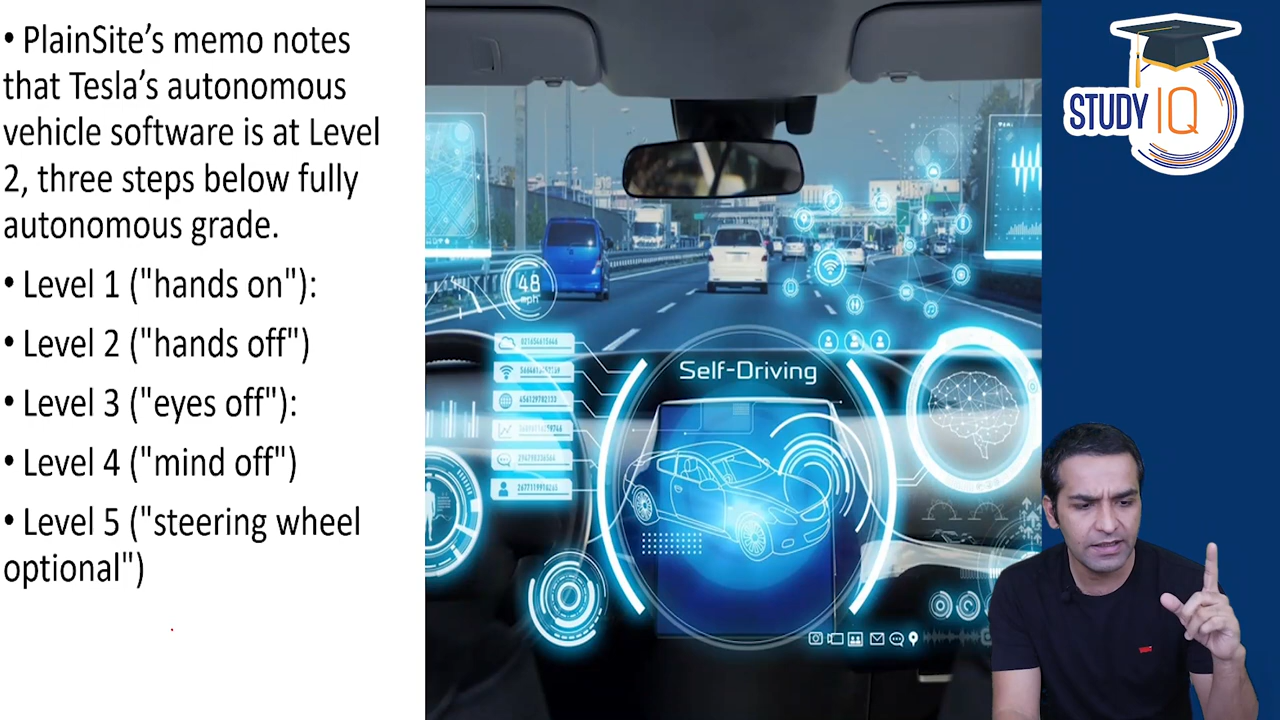 • PlainSite’s memo notes
that Tesla’s autonomous
vehicle software is at Level
2, three steps below fully
autonomous grade.
• Level 1 ("hands on"):
• Level 2 ("hands off")
• Level 3 ("eyes off"):
• Level 4 ("mind off")
• Level 5 ("steering wheel
optional")
48
mph
Self-Driving
STUDY IQ